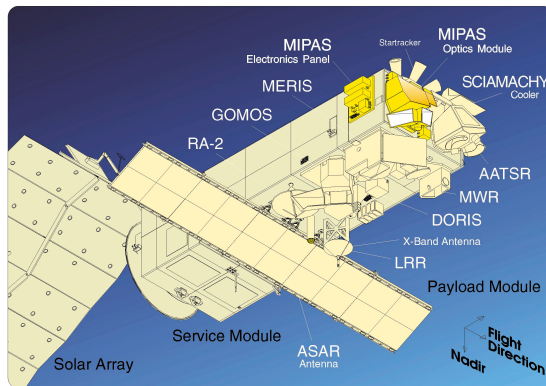 MIPAS
Electronics Panel
Startracker
MIPAS
Optics Module
MERIS
SCIAMACHY
Cooler
GOMOS
RA-2
AATSR
MWR
DORIS
X-Band Antenna
LRR
Payload Module
Service Module
ASAR
Antenna
Solar Array
Flight
Direction
Nadir